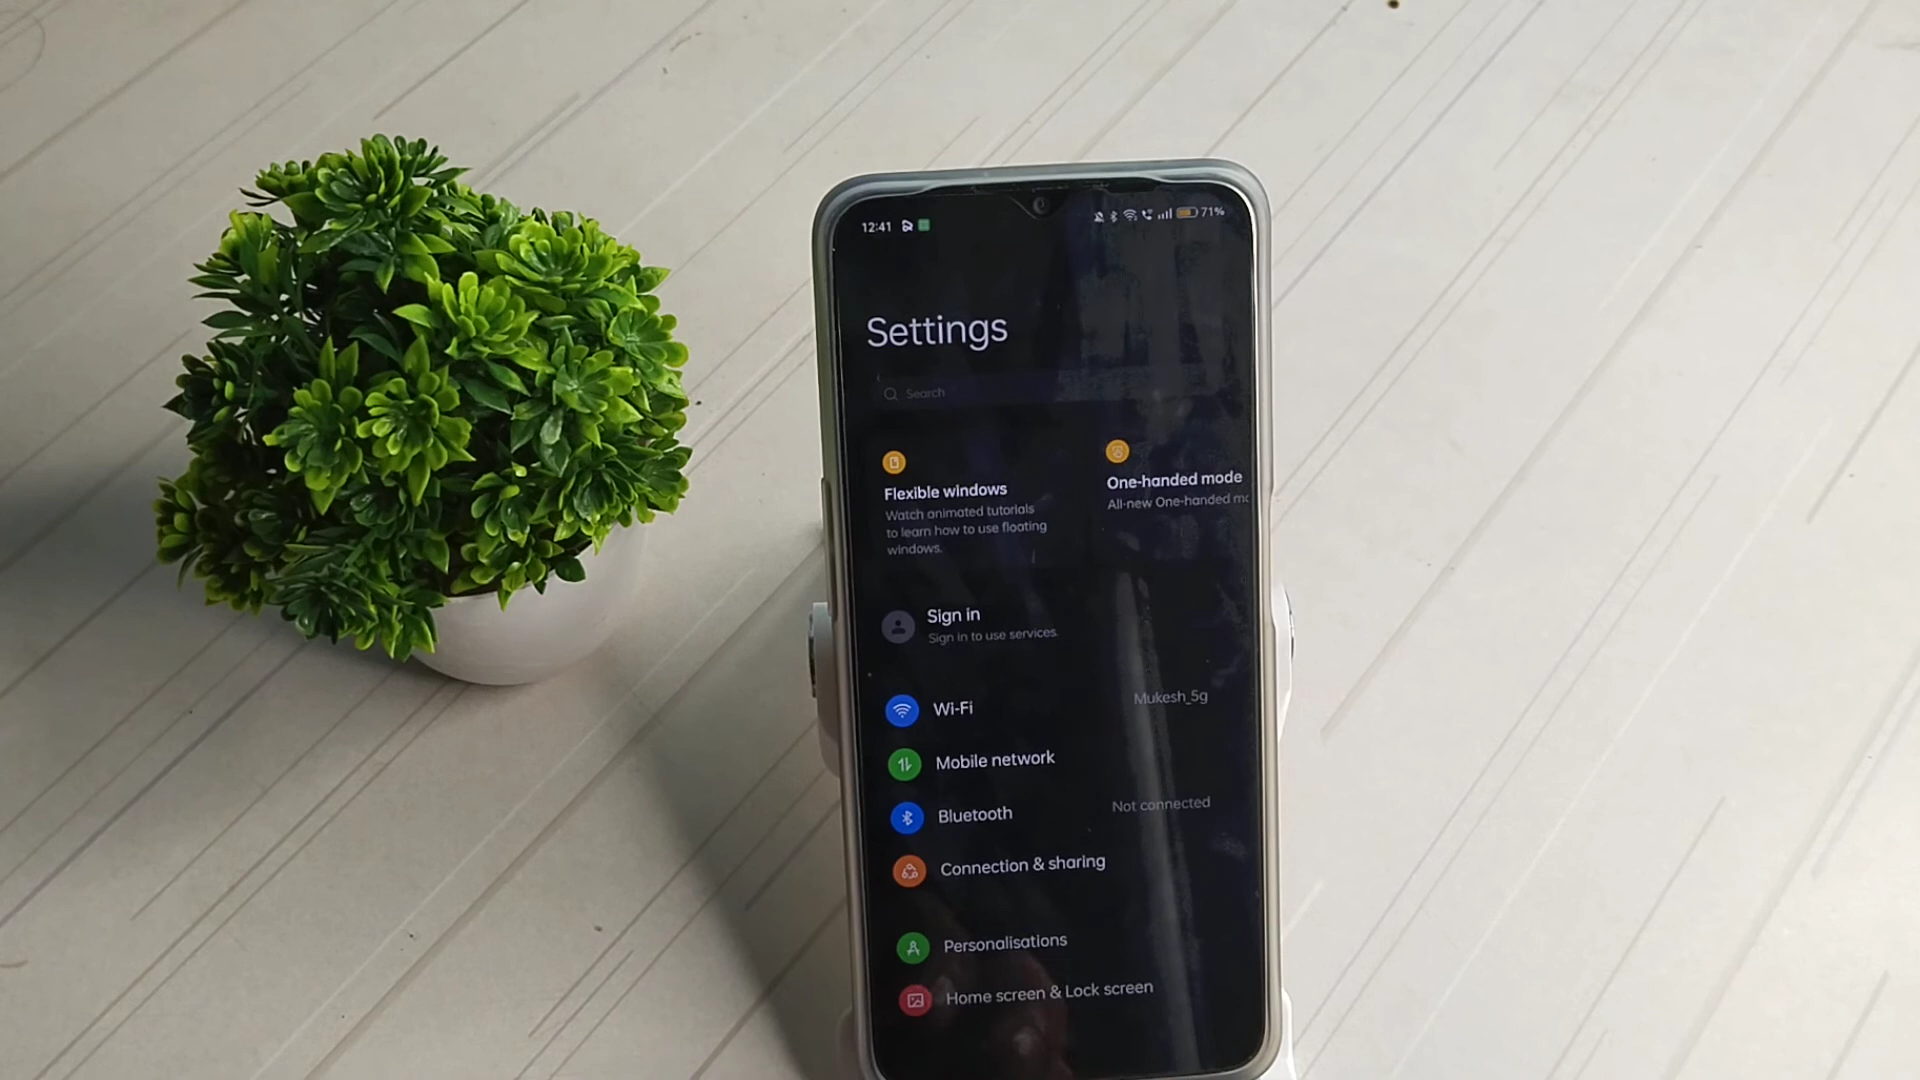 12:41
71%
Settings
Search
Flexible windows
Watch animated tutorials
to learn how to use floating
windows.
One-handed mode
All-new One-handed mo
Sign in
Sign in to use services.
Wi-Fi
Mukesh_5g
Mobile network
Bluetooth
Not connected
Connection & sharing
Personalisations
Home screen & Lock screen